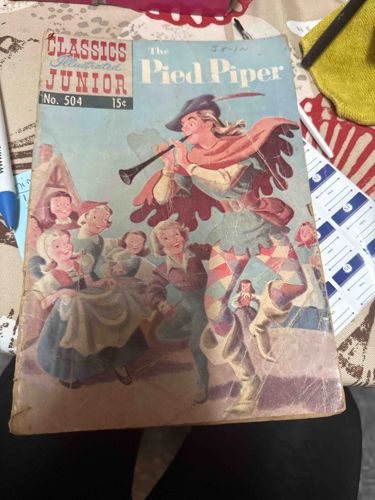 CLASSICS
Illustrated
JUNIOR
No. 504 15¢
The
Pied Piper